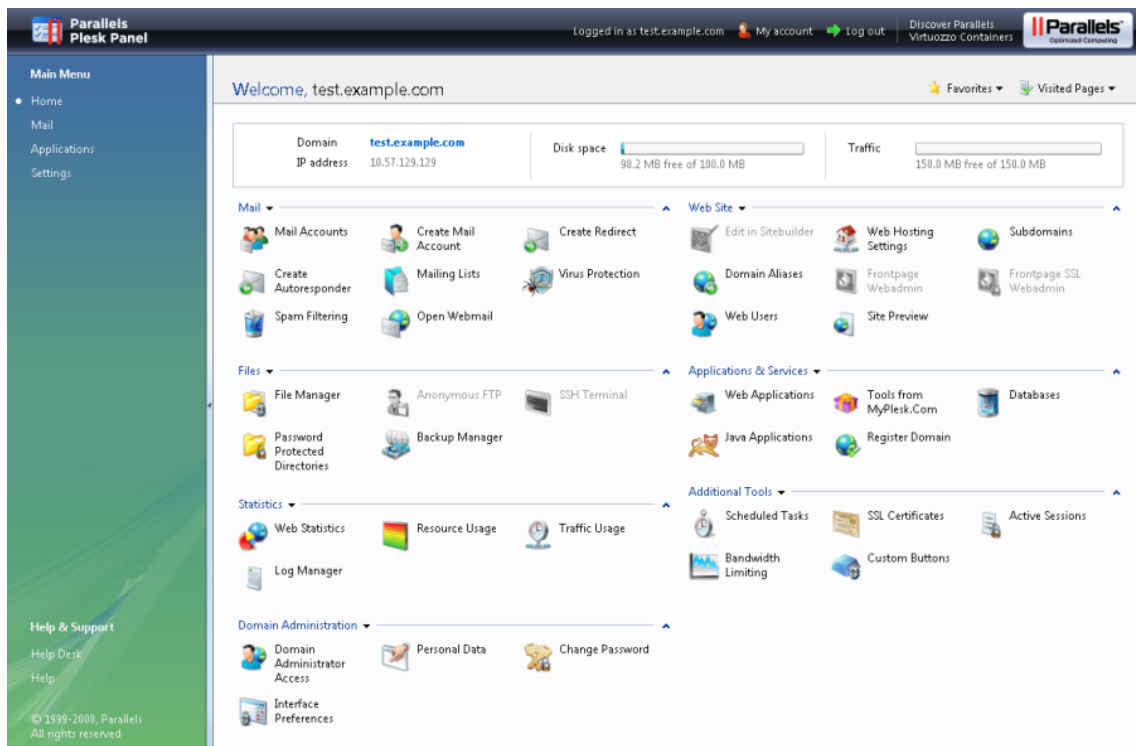 Parallels
Plesk Panel
Logged in as test.example.com My account Log out
Discover Parallels
Virtuozzo Containers
Parallels
Optimized Computing
Main Menu
Home
Mail
Applications
Settings
Welcome, test.example.com
Favorites Visited Pages
Domain test.example.com
IP address 10.57.129.129
Disk space
98.2 MB free of 100.0 MB
Traffic
150.0 MB free of 150.0 MB
Mail
Mail Accounts
Create Mail
Account
Create Redirect
Create
Autoresponder
Mailing Lists
Virus Protection
Spam Filtering
Open Webmail
Web Site
Edit in Sitebuilder
Web Hosting
Settings
Subdomains
Domain Aliases
Frontpage
Webadmin
Frontpage SSL
Webadmin
Web Users
Site Preview
Files
File Manager
Anonymous FTP
SSH Terminal
Password
Protected
Directories
Backup Manager
Applications & Services
Web Applications
Tools from
MyPlesk.Com
Databases
Java Applications
Register Domain
Statistics
Web Statistics
Resource Usage
Traffic Usage
Log Manager
Additional Tools
Scheduled Tasks
SSL Certificates
Active Sessions
Bandwidth
Limiting
Custom Buttons
Domain Administration
Domain
Administrator
Access
Personal Data
Change Password
Interface
Preferences
Help & Support
Help Desk
Help
© 1999-2008, Parallels
All rights reserved